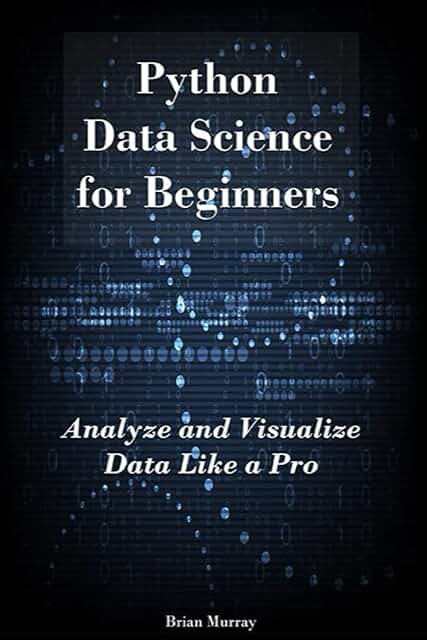 Python
Data Science
for Beginners
Analyze and Visualize
Data Like a Pro
Brian Murray